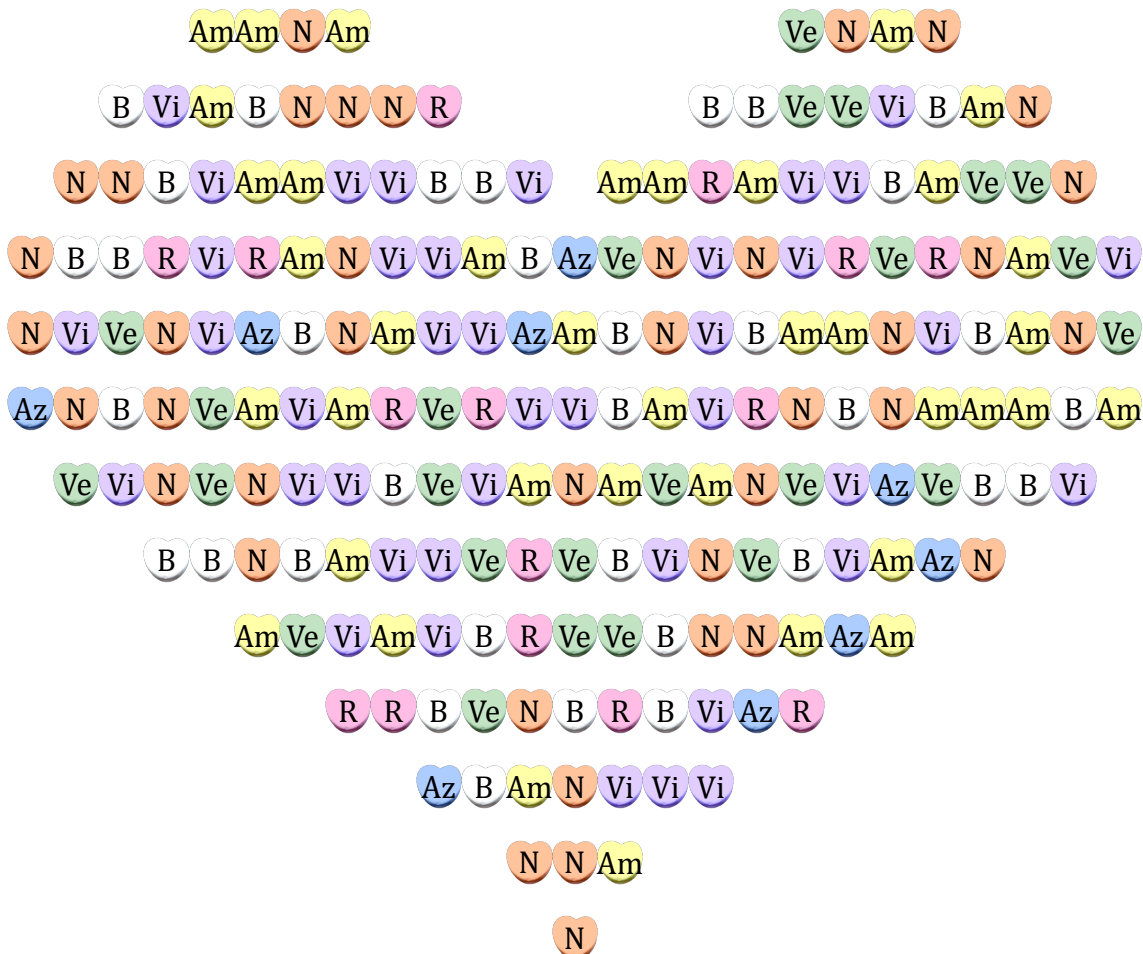 Am Am N Am Ve N Am N
B Vi Am B N N N R B B Ve Ve Vi B Am N
N N B Vi Am Am Vi Vi B B Vi Am Am R Am Vi Vi B Am Ve Ve N
N B B R Vi R Am N Vi Vi Am B Az Ve N Vi N Vi R Ve R N Am Ve Vi
N Vi Ve N Vi Az B N Am Vi Vi Az Am B N Vi B Am Am N Vi B Am N Ve
Az N B N Ve Am Vi Am R Ve R Vi Vi B Am Vi R N B N Am Am Am B Am
Ve Vi N Ve N Vi Vi B Ve Vi Am N Am Ve Am N Ve Vi Az Ve B B Vi
B B N B Am Vi Vi Ve R Ve B Vi N Ve B Vi Am Az N
Am Ve Vi Am Vi B R Ve Ve B N N Am Az Am
R R B Ve N B R B Vi Az R
Az B Am N Vi Vi Vi
N N Am
N